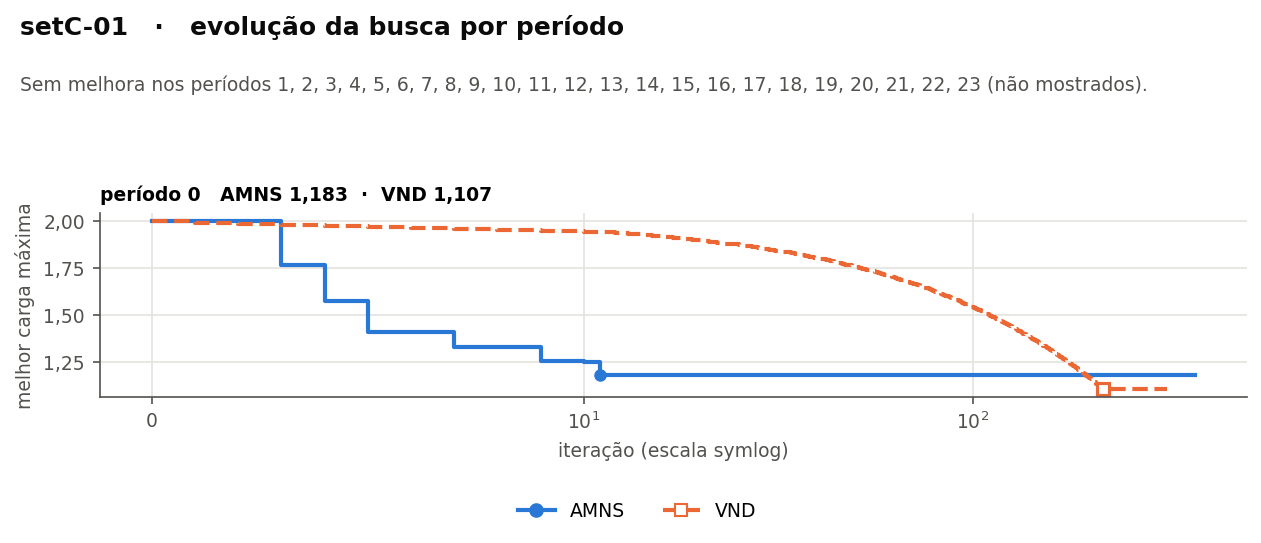 setC-01 · evolução da busca por período
Sem melhora nos períodos 1, 2, 3, 4, 5, 6, 7, 8, 9, 10, 11, 12, 13, 14, 15, 16, 17, 18, 19, 20, 21, 22, 23 (não mostrados).
período 0 AMNS 1,183 · VND 1,107
melhor carga máxima
2,00
1,75
1,50
1,25
0
10¹
10²
iteração (escala symlog)
AMNS
VND